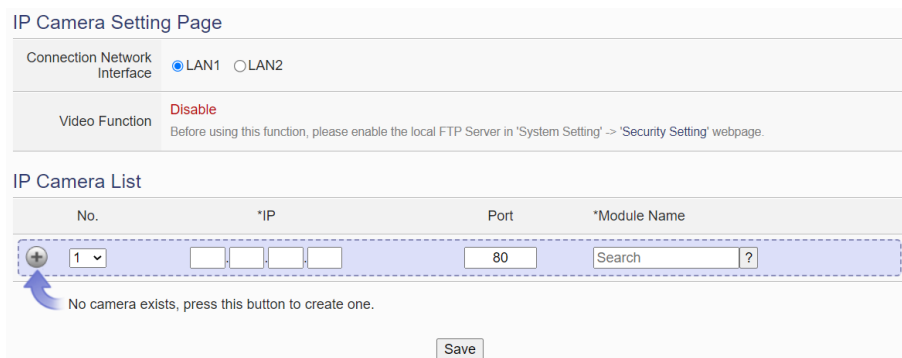 IP Camera Setting Page
Connection Network
Interface
LAN1 LAN2
Video Function
Disable
Before using this function, please enable the local FTP Server in 'System Setting' -> 'Security Setting' webpage.
IP Camera List
No. *IP Port *Module Name
1 . . . 80 Search ?
No camera exists, press this button to create one.
Save